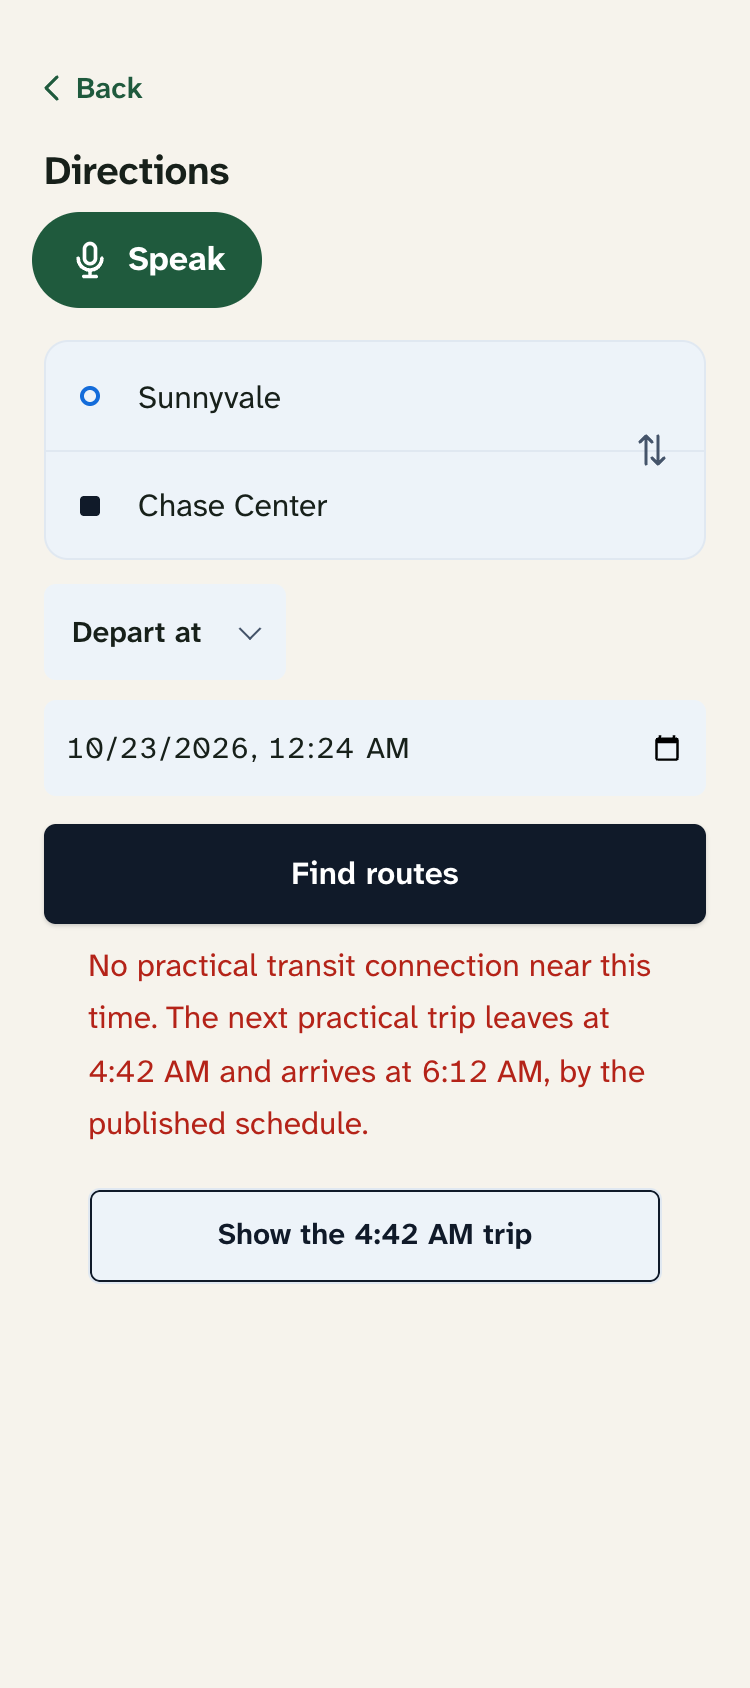 Back
Directions
Speak
Sunnyvale
Chase Center
Depart at
10/23/2026, 12:24 AM
Find routes
No practical transit connection near this
time. The next practical trip leaves at
4:42 AM and arrives at 6:12 AM, by the
published schedule.
Show the 4:42 AM trip